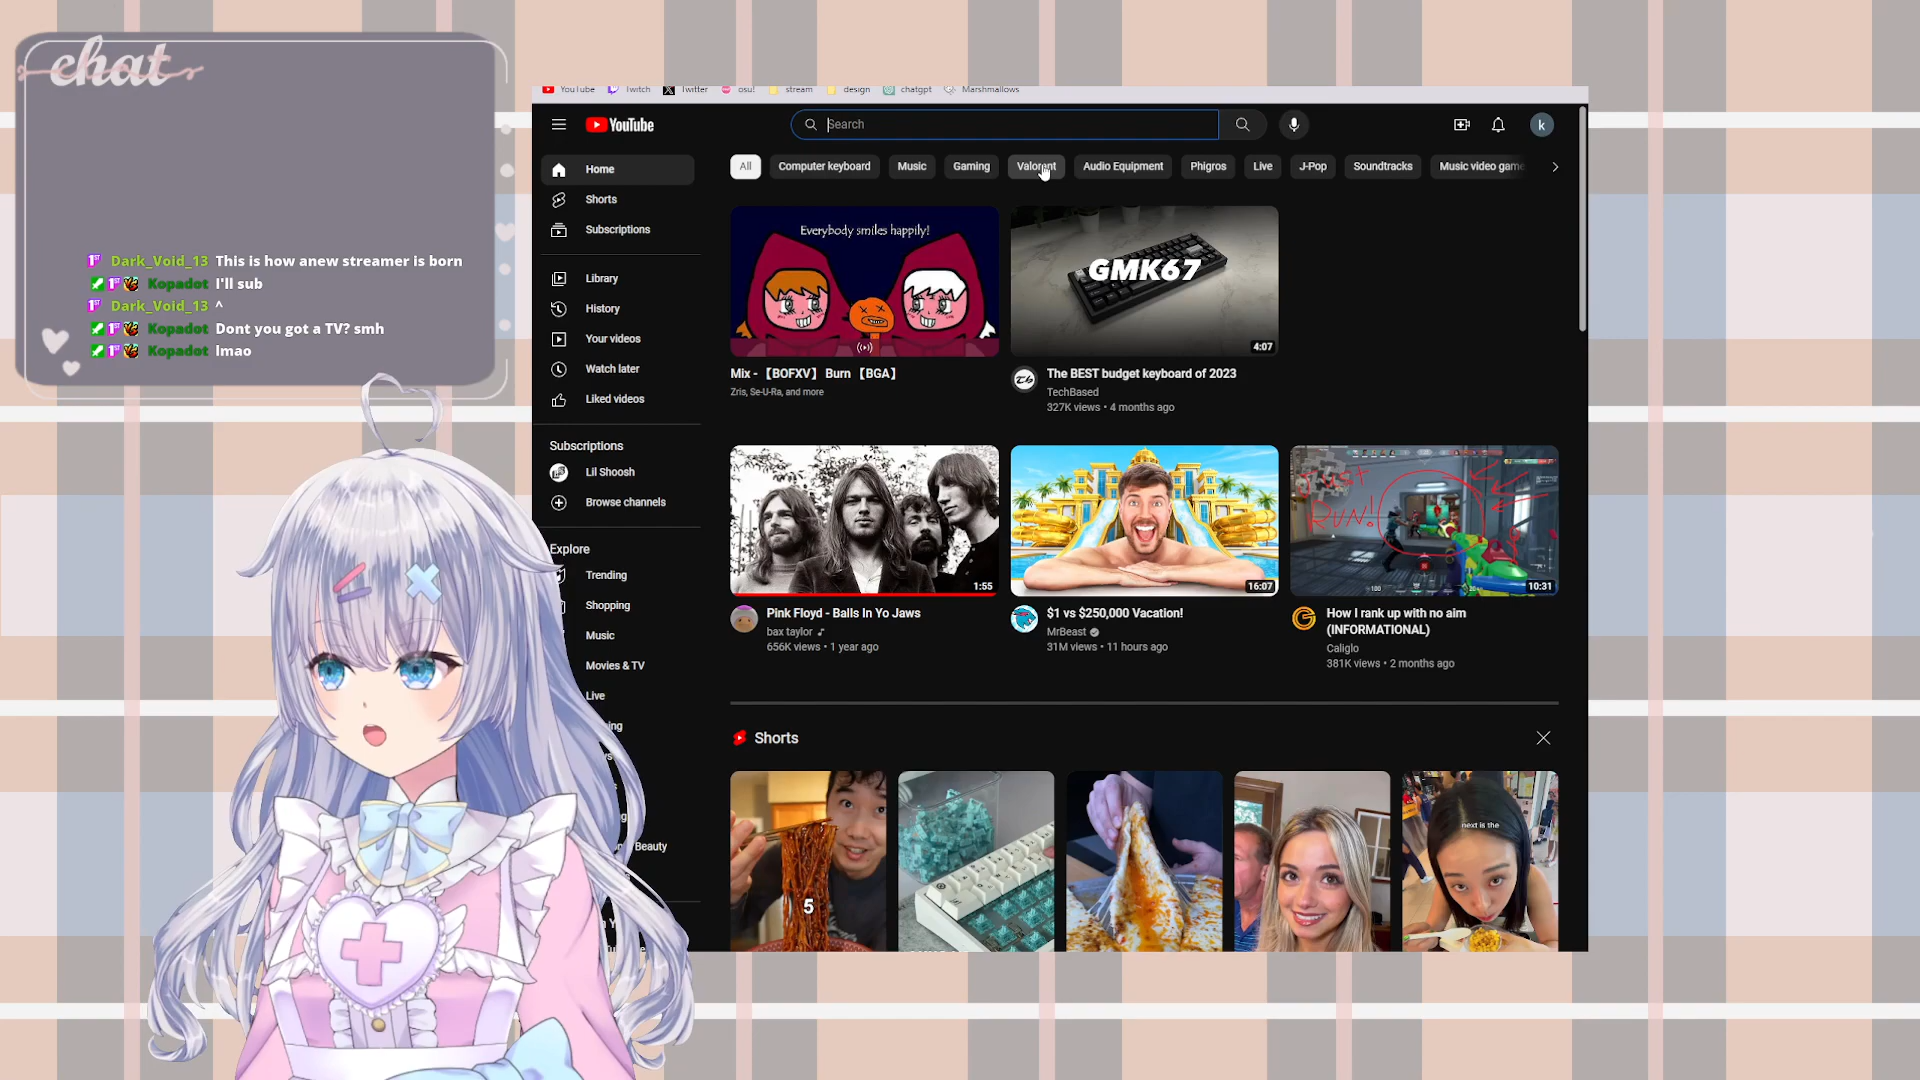 chat
Dark_Void_13 This is how anew streamer is born
Kopadot I'll sub
Dark_Void_13 ^
Kopadot Dont you got a TV? smh
Kopadot lmao
YouTube Twitch Twitter osu! stream design chatgpt Marshmallows
YouTube
Search
k
All Computer keyboard Music Gaming Valorant Audio Equipment Phigros Live J-Pop Soundtracks Music video game
Home
Shorts
Subscriptions
Library
History
Your videos
Watch later
Liked videos
Subscriptions
Lil Shoosh
Browse channels
Explore
Trending
Shopping
Music
Movies & TV
Live
Beauty
Everybody smiles happily!
Mix - 【BOFXV】 Burn 【BGA】
Zris, Se-U-Ra, and more
GMK67
4:07
The BEST budget keyboard of 2023
TechBased
327K views • 4 months ago
1:55
Pink Floyd - Balls In Yo Jaws
bax taylor
656K views • 1 year ago
16:07
$1 vs $250,000 Vacation!
MrBeast
31M views • 11 hours ago
Just
RUN!
10:31
How I rank up with no aim
(INFORMATIONAL)
Caliglo
381K views • 2 months ago
Shorts
5
next is the